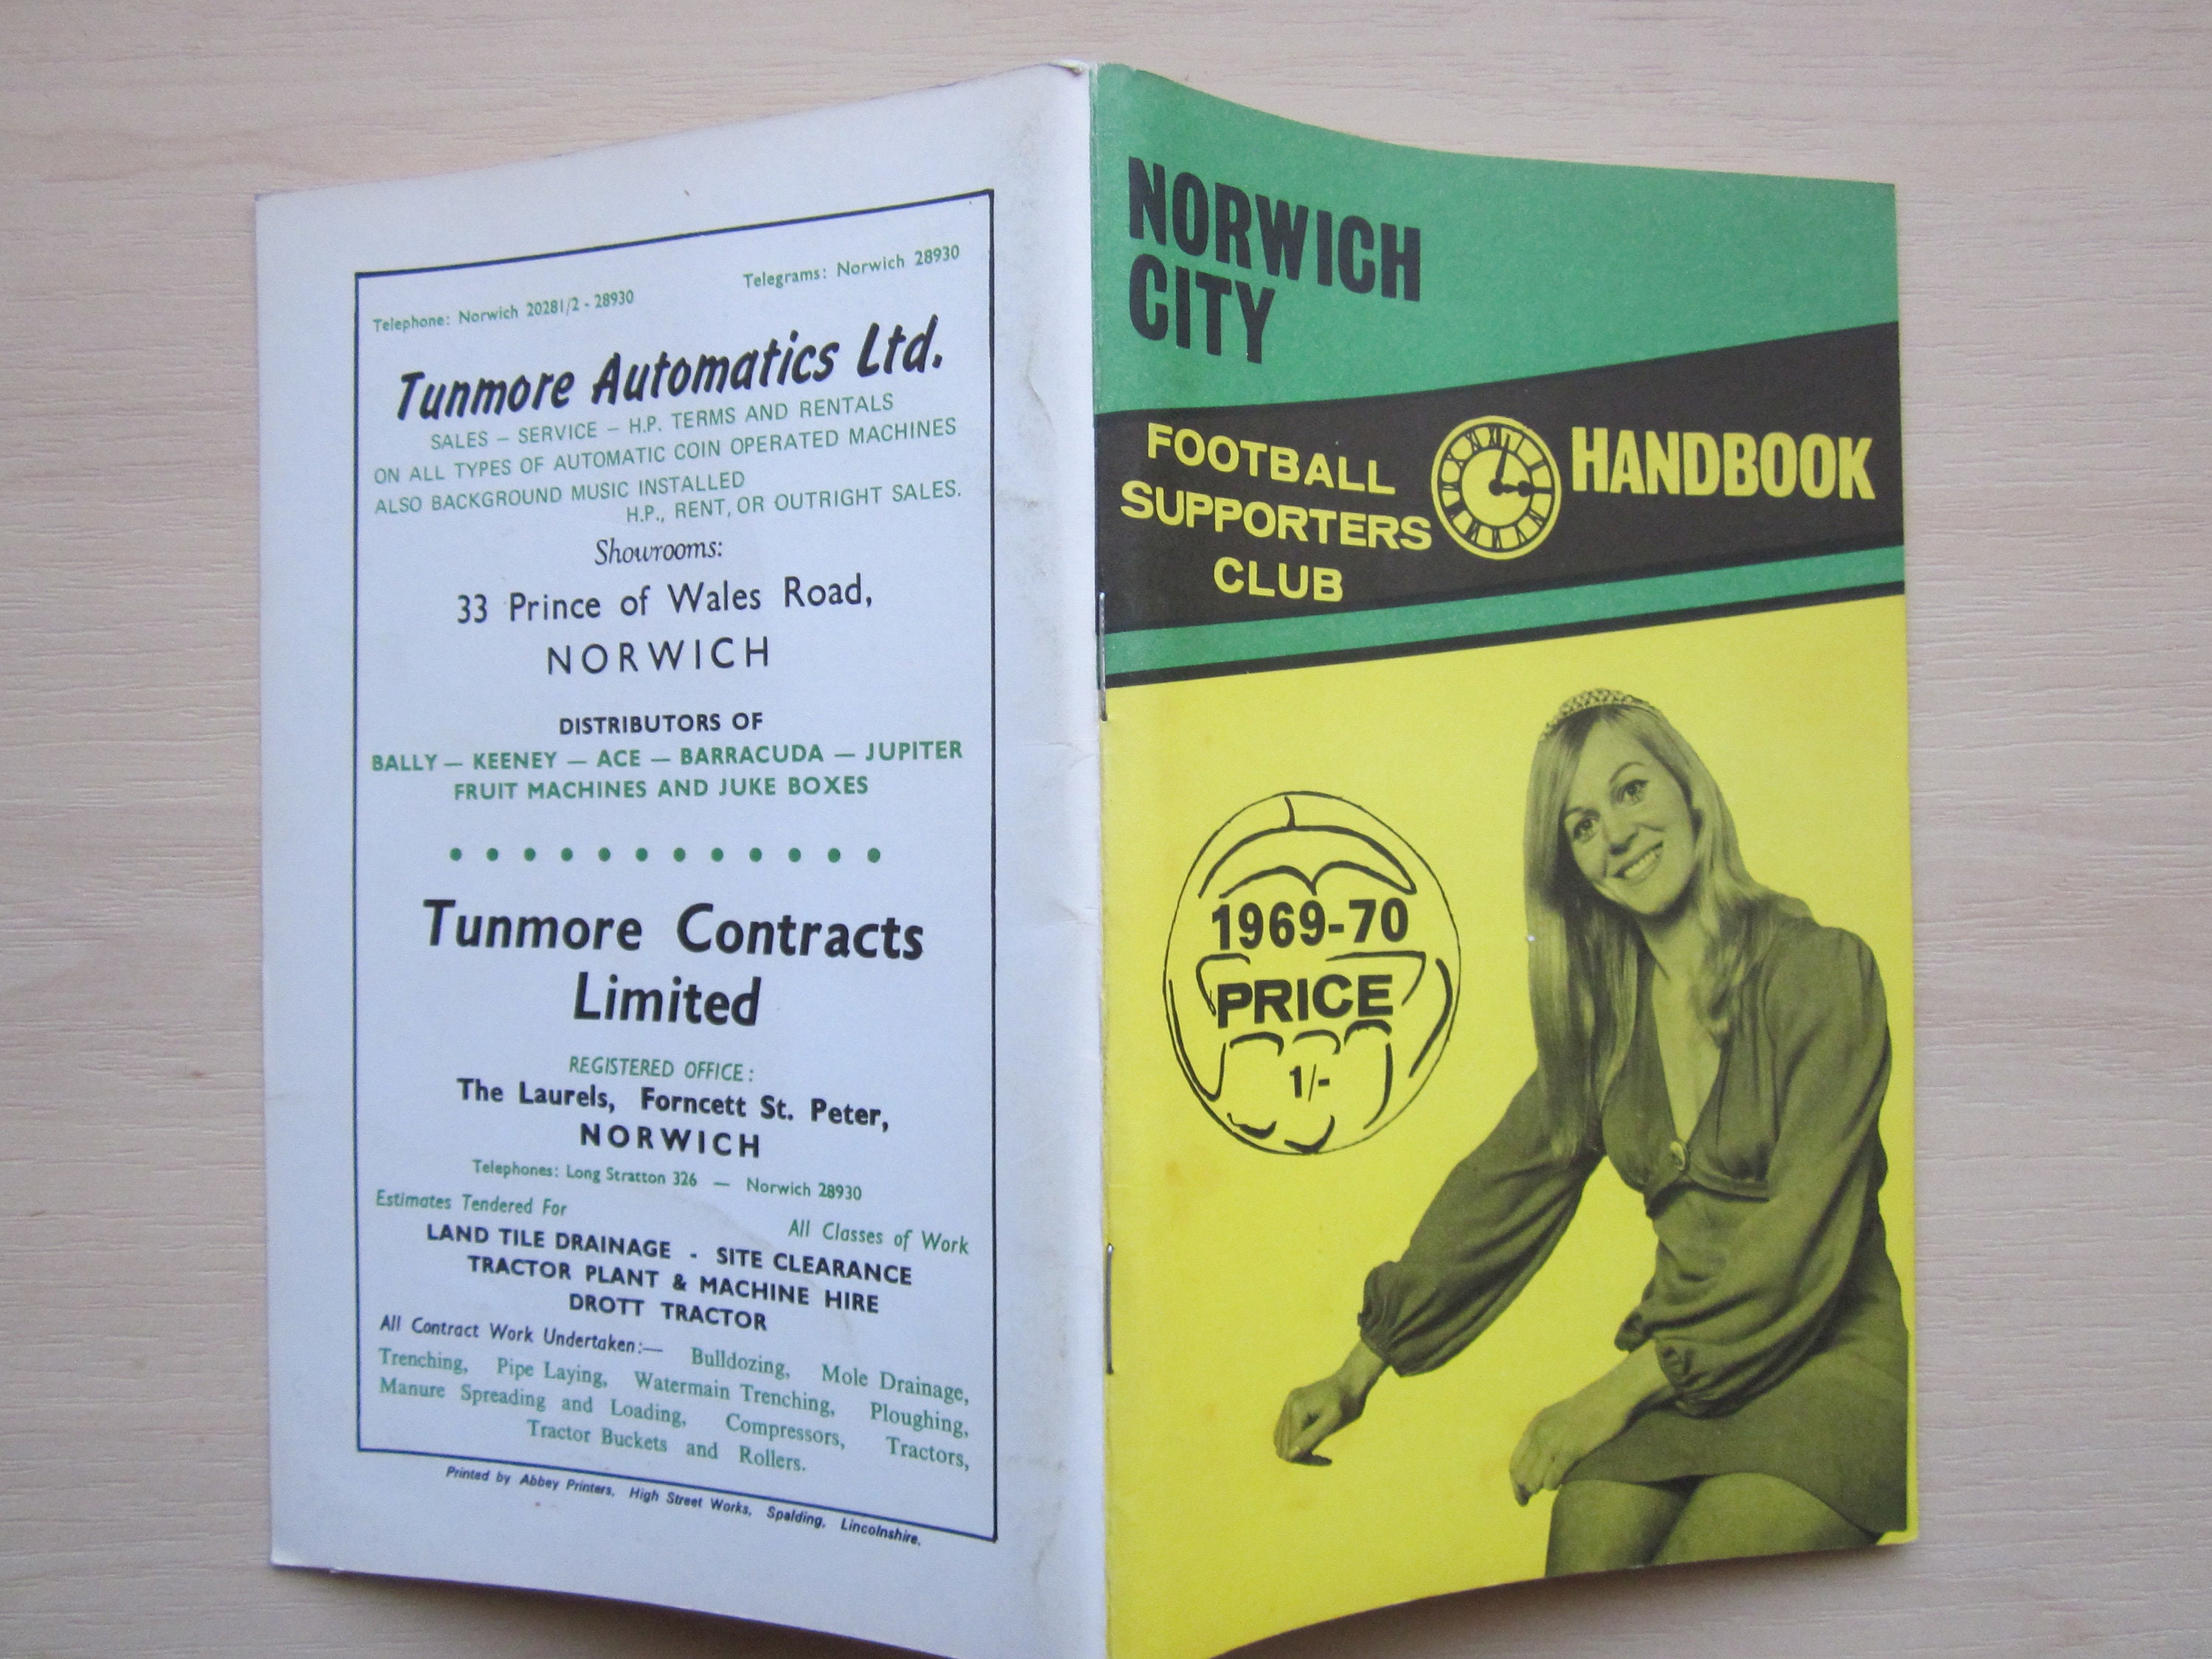 Telephone: Norwich 20281/2 - 28930
Telegrams: Norwich 28930
Tunmore Automatics Ltd.
SALES – SERVICE – H.P. TERMS AND RENTALS
ON ALL TYPES OF AUTOMATIC COIN OPERATED MACHINES
ALSO BACKGROUND MUSIC INSTALLED
H.P., RENT, OR OUTRIGHT SALES.
Showrooms:
33 Prince of Wales Road,
NORWICH
DISTRIBUTORS OF
BALLY — KEENEY — ACE — BARRACUDA — JUPITER
FRUIT MACHINES AND JUKE BOXES
Tunmore Contracts
Limited
REGISTERED OFFICE:
The Laurels, Forncett St. Peter,
NORWICH
Telephones: Long Stratton 326 — Norwich 28930
Estimates Tendered For
All Classes of Work
LAND TILE DRAINAGE - SITE CLEARANCE
TRACTOR PLANT & MACHINE HIRE
DROTT TRACTOR
All Contract Work Undertaken:— Bulldozing, Mole Drainage,
Trenching, Pipe Laying, Watermain Trenching, Ploughing,
Manure Spreading and Loading, Compressors, Tractors,
Tractor Buckets and Rollers.
Printed by Abbey Printers, High Street Works, Spalding, Lincolnshire.
NORWICH
CITY
FOOTBALL
SUPPORTERS
CLUB
HANDBOOK
1969-70
PRICE
1/-